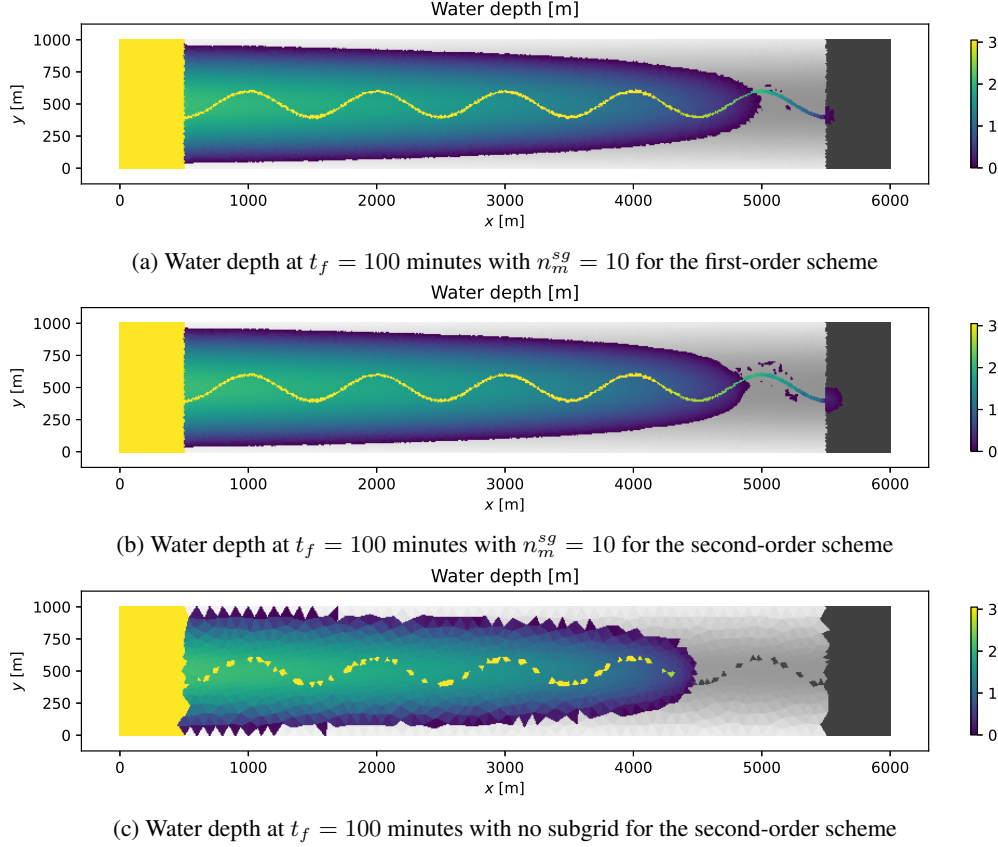 Water depth [m]
1000
750
500
250
0
y [m]
0 1000 2000 3000 4000 5000 6000
x [m]
3
2
1
0
(a) Water depth at t_f = 100 minutes with n_m^{sg} = 10 for the first-order scheme
Water depth [m]
1000
750
500
250
0
y [m]
0 1000 2000 3000 4000 5000 6000
x [m]
3
2
1
0
(b) Water depth at t_f = 100 minutes with n_m^{sg} = 10 for the second-order scheme
Water depth [m]
1000
750
500
250
0
y [m]
0 1000 2000 3000 4000 5000 6000
x [m]
3
2
1
0
(c) Water depth at t_f = 100 minutes with no subgrid for the second-order scheme